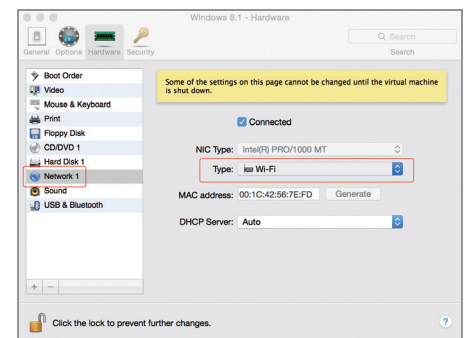 Windows 8.1 - Hardware
General Options Hardware Security
Search
Search
Boot Order
Video
Mouse & Keyboard
Print
Floppy Disk
CD/DVD 1
Hard Disk 1
Network 1
Sound
USB & Bluetooth
Some of the settings on this page cannot be changed until the virtual machine
is shut down.
Connected
NIC Type: Intel(R) PRO/1000 MT
Type: Wi-Fi
MAC address: 00:1C:42:56:7E:FD Generate
DHCP Server: Auto
+ -
Click the lock to prevent further changes.
?